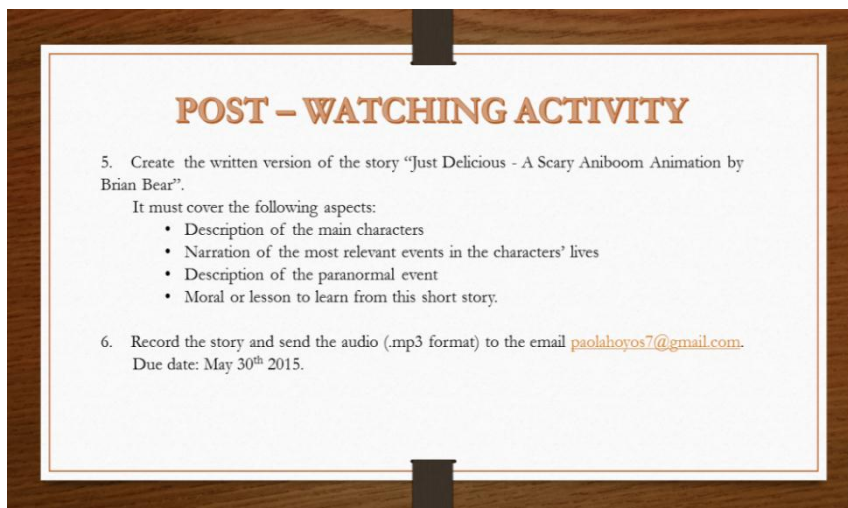 POST – WATCHING ACTIVITY
5. Create the written version of the story “Just Delicious - A Scary Aniboom Animation by
Brian Bear”.
It must cover the following aspects:
• Description of the main characters
• Narration of the most relevant events in the characters’ lives
• Description of the paranormal event
• Moral or lesson to learn from this short story.
6. Record the story and send the audio (.mp3 format) to the email paolahoyos7@gmail.com.
Due date: May 30th 2015.